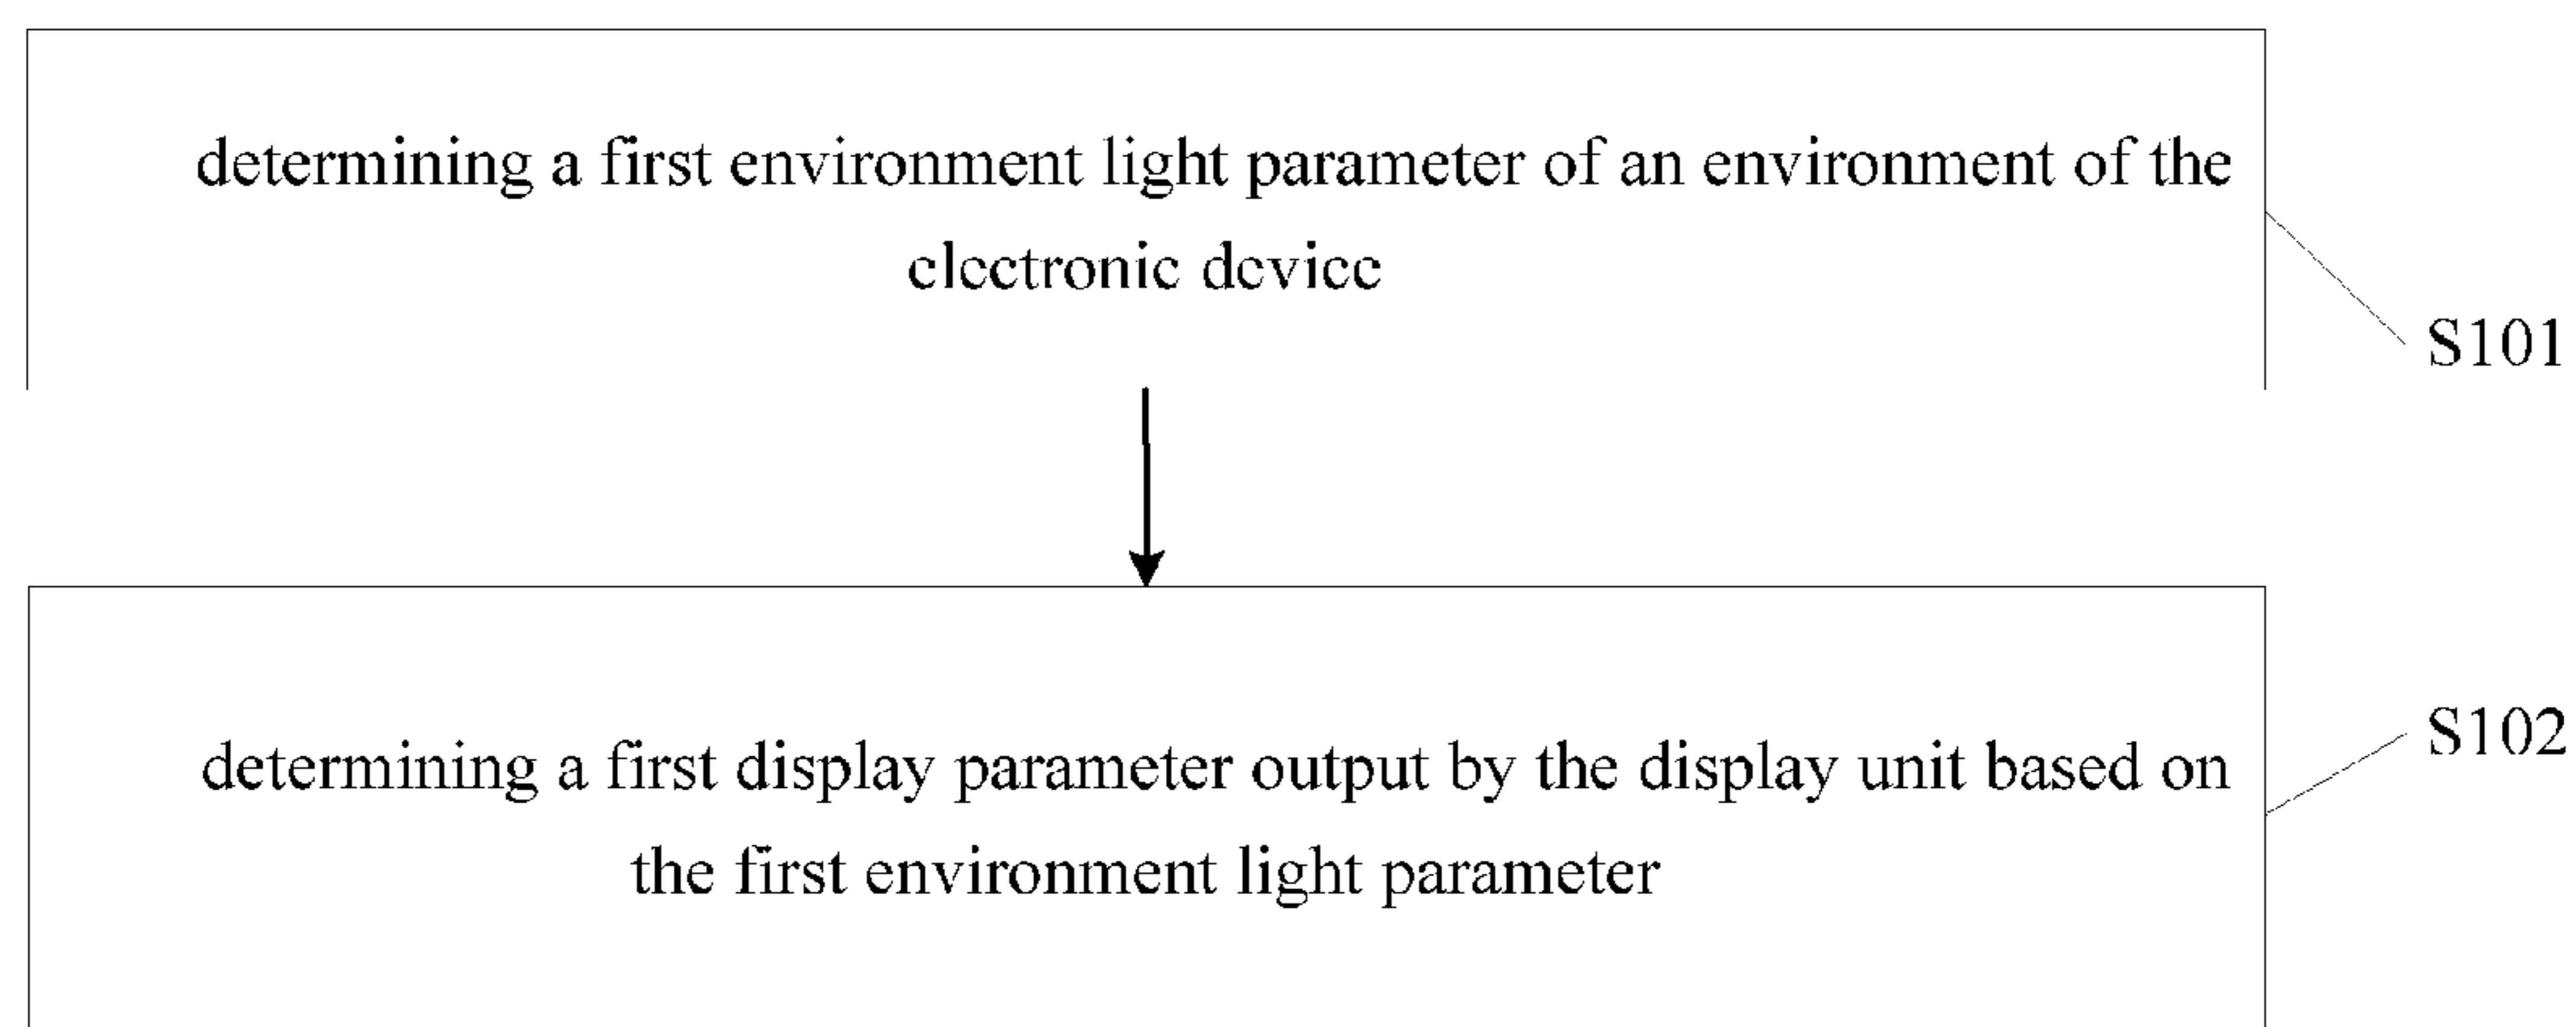 determining a first environment light parameter of an environment of the
electronic device
S101
S102
determining a first display parameter output by the display unit based on
the first environment light parameter